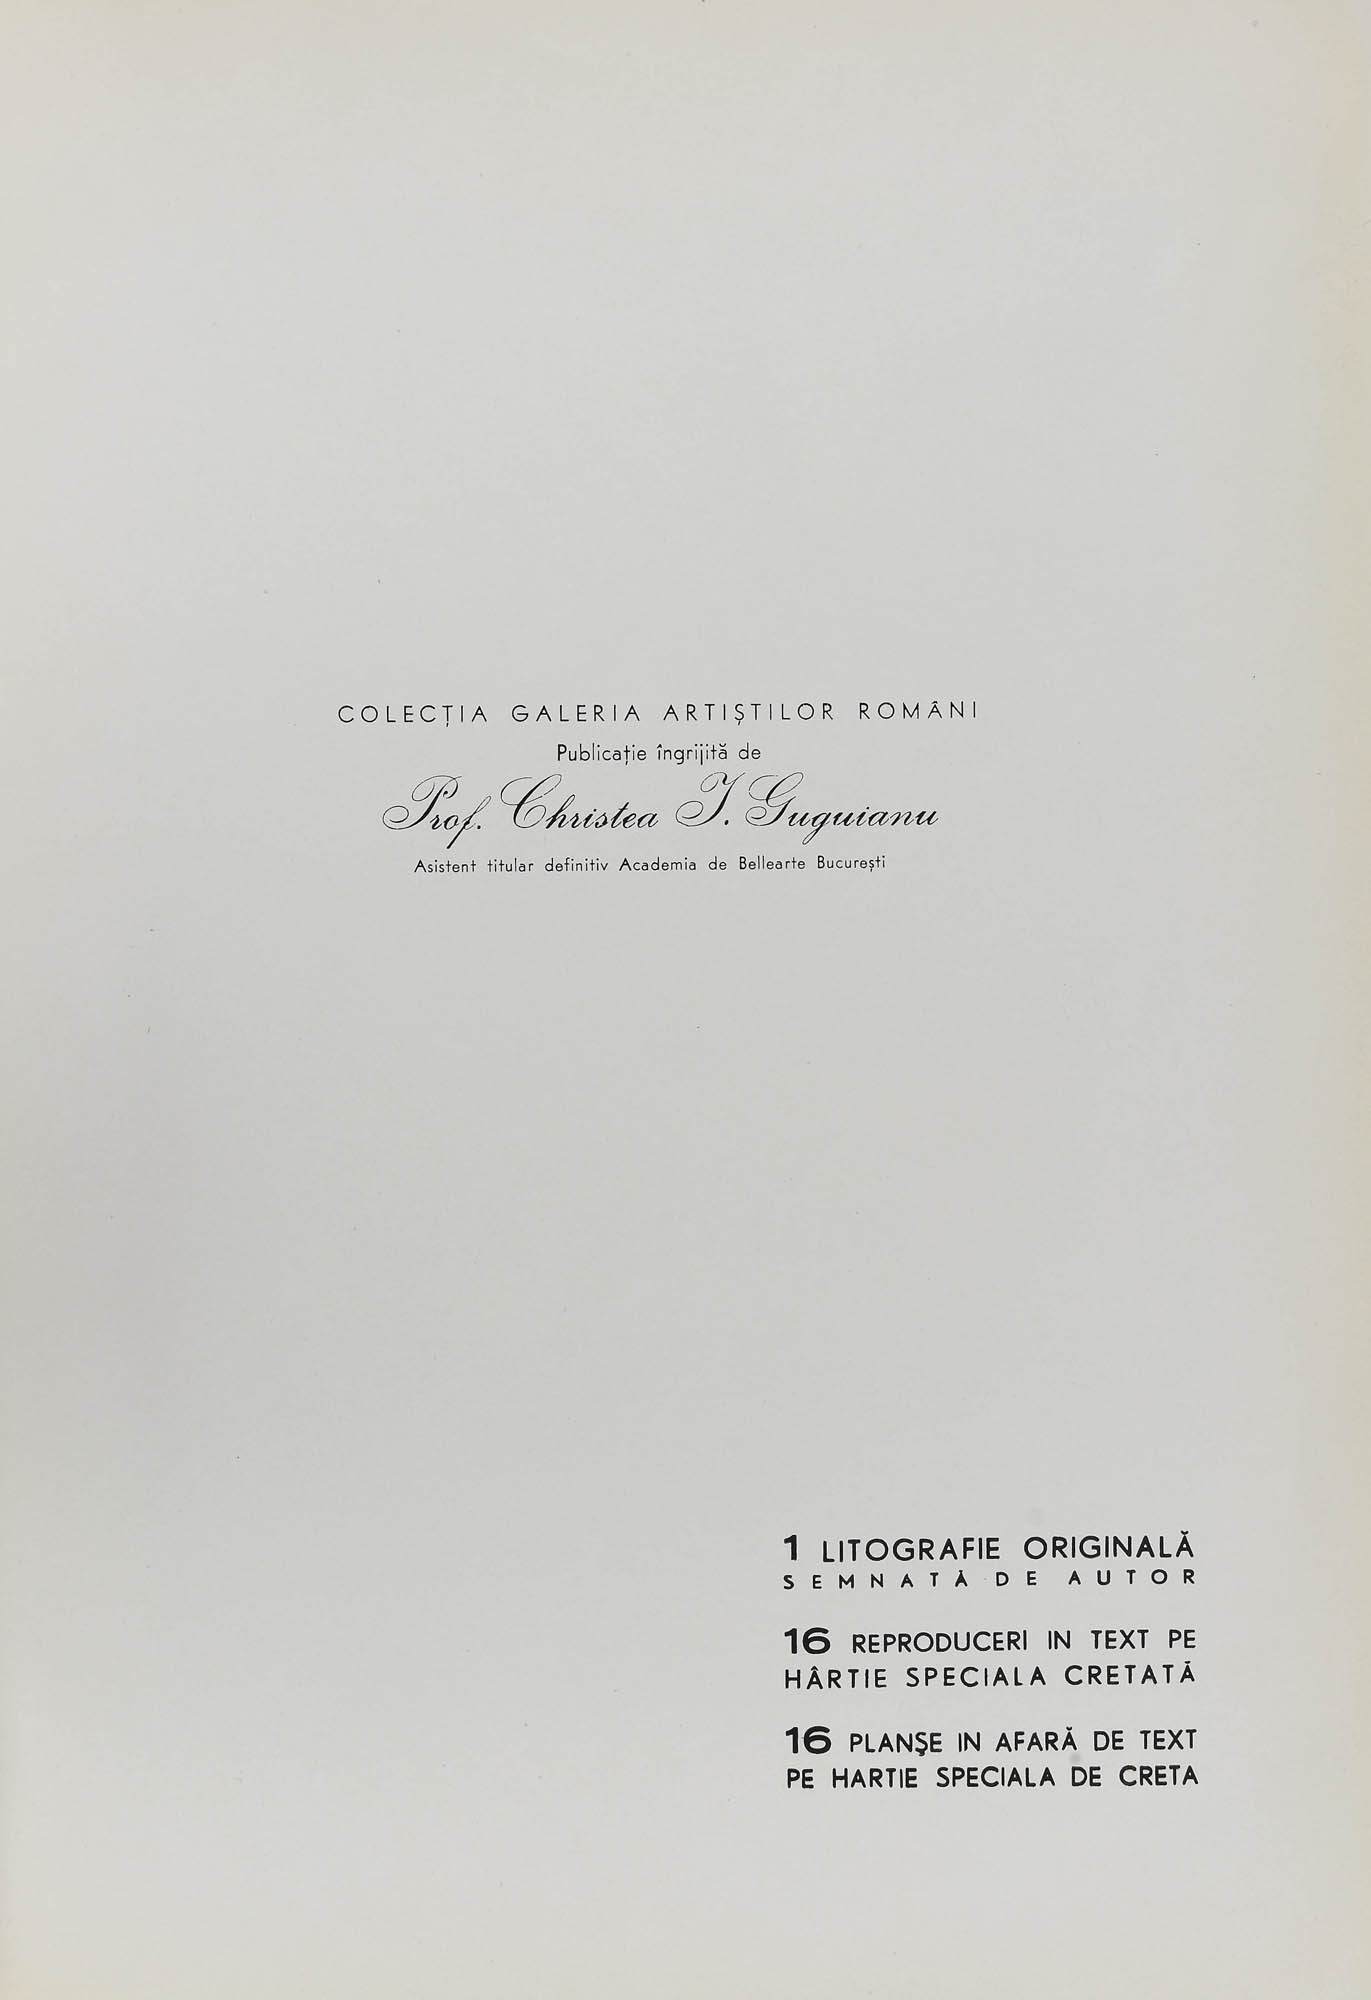 COLECȚIA GALERIA ARTIȘTILOR ROMÂNI
Publicație îngrijită de
Prof. Christea I. Guguianu
Asistent titular definitiv Academia de Bellearte București
1 LITOGRAFIE ORIGINALĂ
SEMNATĂ DE AUTOR
16 REPRODUCERI IN TEXT PE
HÂRTIE SPECIALA CRETATĂ
16 PLANȘE IN AFARĂ DE TEXT
PE HARTIE SPECIALA DE CRETA